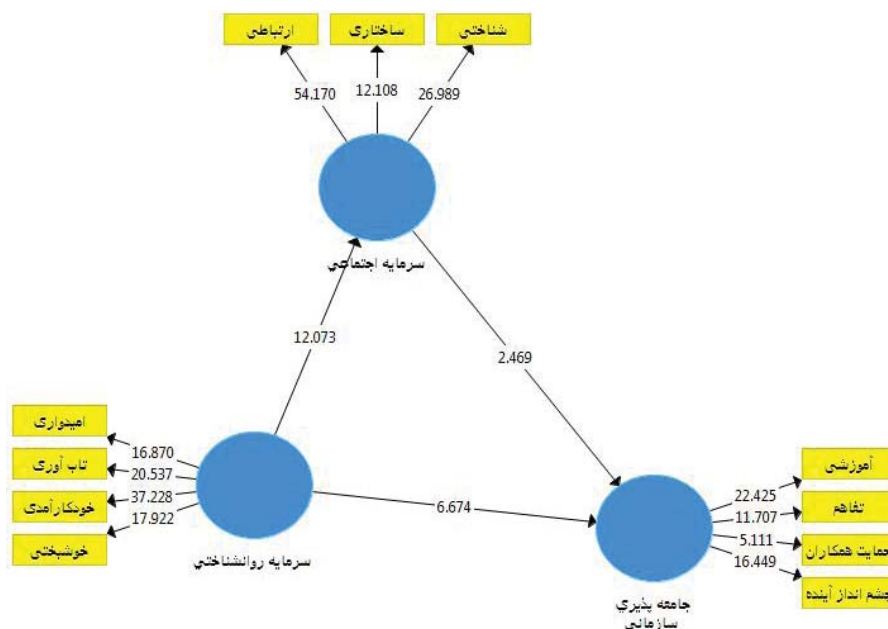 ارتباطی
ساختاری
شناختی
54.170
12.108
26.989
سرمایه اجتماعی
12.073
2.469
امیدواری
تاب آوری
خودکارآمدی
خوشبختی
16.870
20.537
37.228
17.922
سرمایه روانشناختی
6.674
22.425
11.707
5.111
16.449
آموزشی
تفاهم
حمایت همکاران
چشم انداز آینده
جامعه پذیری
سازمانی